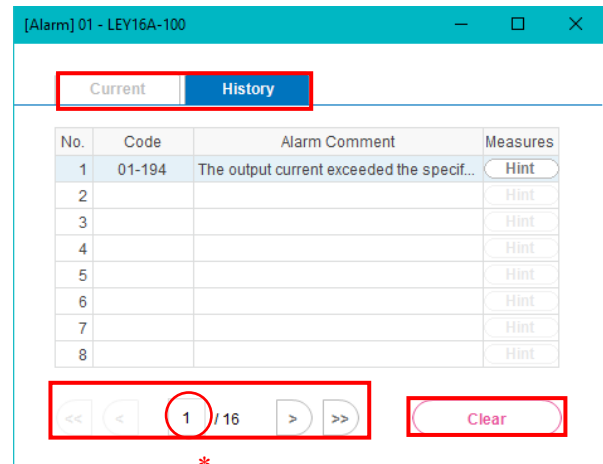 [Alarm] 01 - LEY16A-100
Current History
No. Code Alarm Comment Measures
1 01-194 The output current exceeded the specif... Hint
2 Hint
3 Hint
4 Hint
5 Hint
6 Hint
7 Hint
8 Hint
<< < 1 / 16 > >> Clear
*